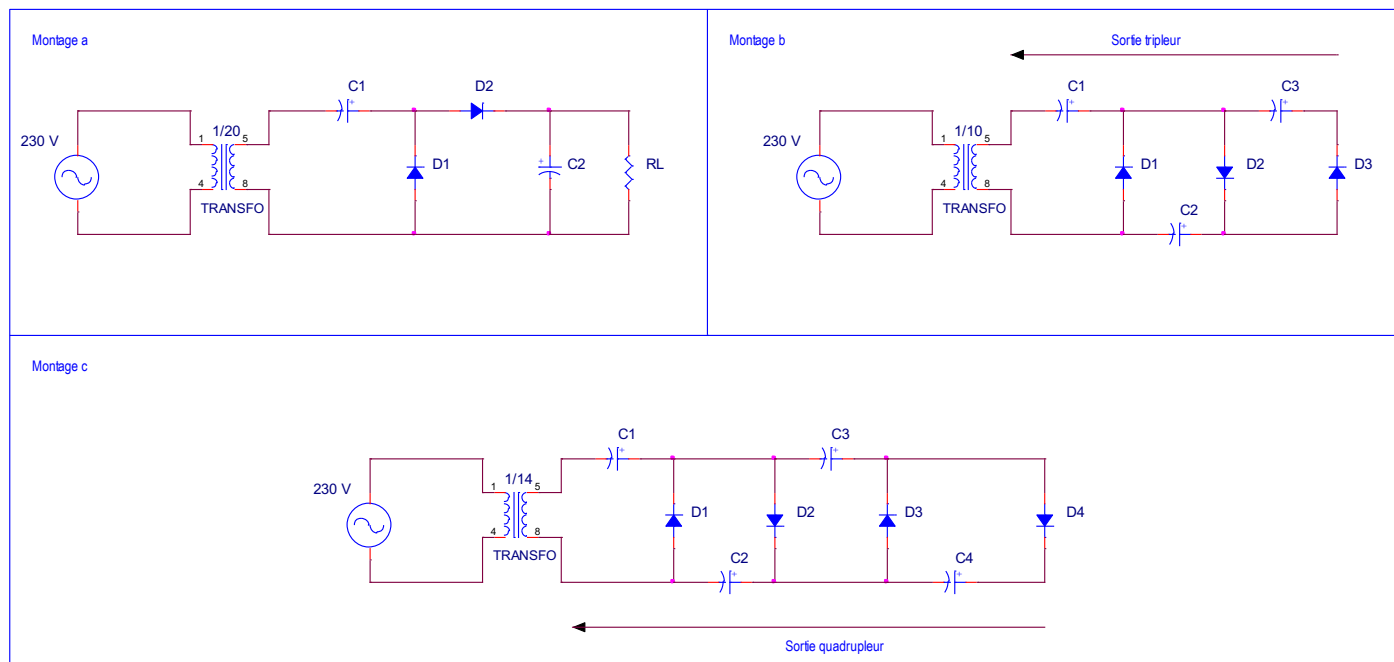 Montage a
C1
D2
230 V
1/20
1
5
4
8
TRANSFO
D1
+
+
C2
RL
Montage b
Sortie tripleur
C1
C3
230 V
1/10
1
5
4
8
TRANSFO
D1
D2
D3
C2
+
+
+
Montage c
C1
C3
230 V
1/14
1
5
4
8
TRANSFO
D1
D2
D3
D4
C2
C4
+
+
+
+
Sortie quadrupleur